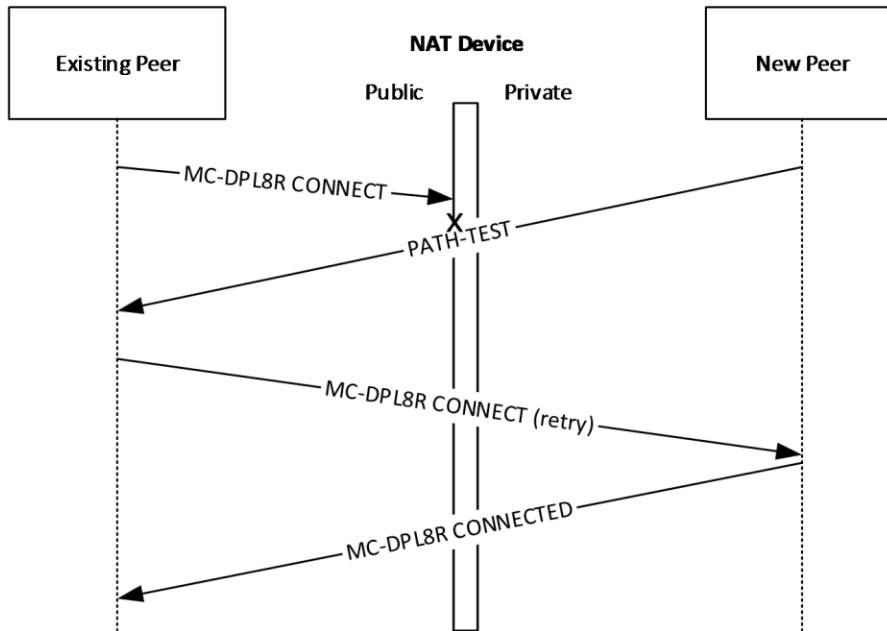 NAT Device
Existing Peer
New Peer
Public
Private
MC-DPL8R CONNECT
X
PATH-TEST
MC-DPL8R CONNECT (retry)
MC-DPL8R CONNECTED